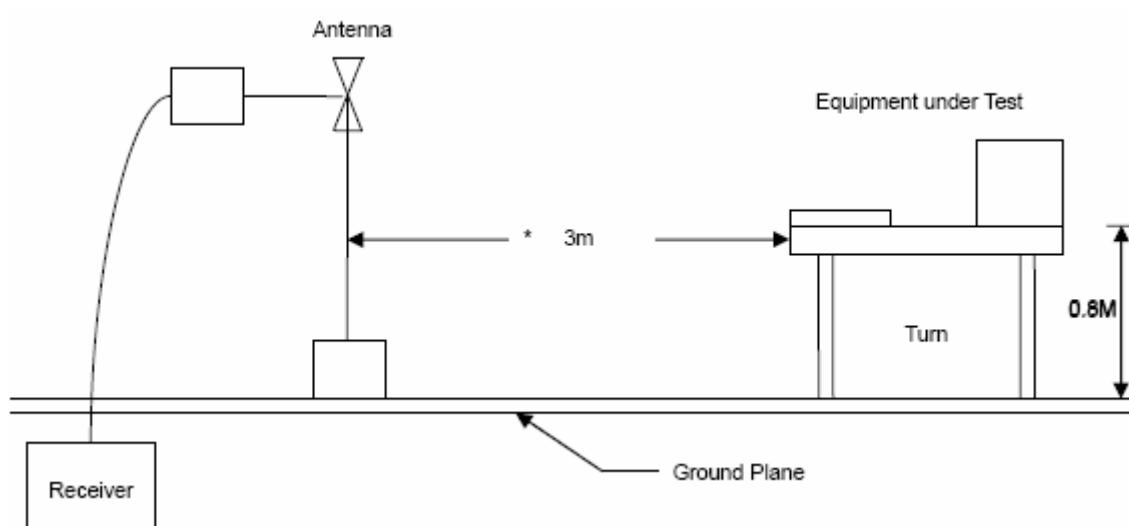 Antenna
Equipment under Test
* 3m
0.8M
Turn
Ground Plane
Receiver